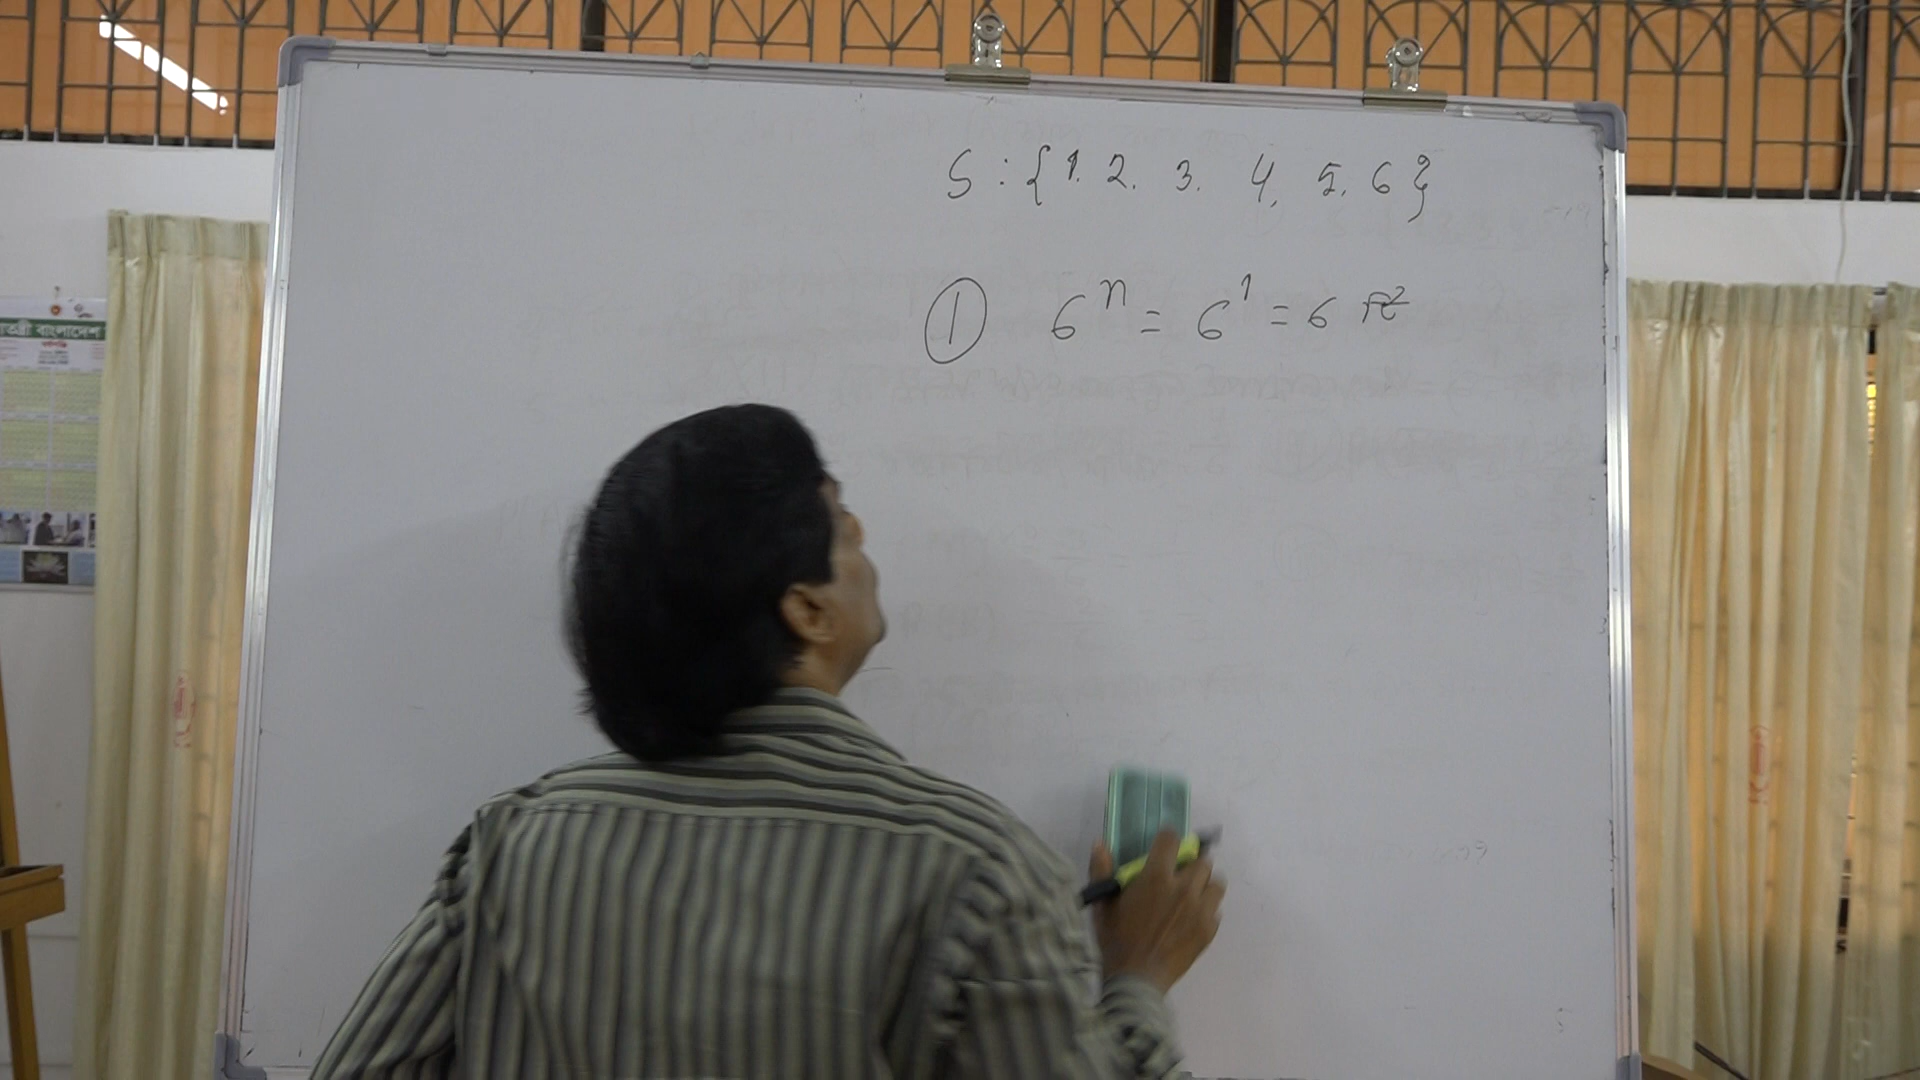 S : {1. 2. 3. 4, 5. 6}
① 6ⁿ = 6¹ = 6 টি
বাংলাদেশ